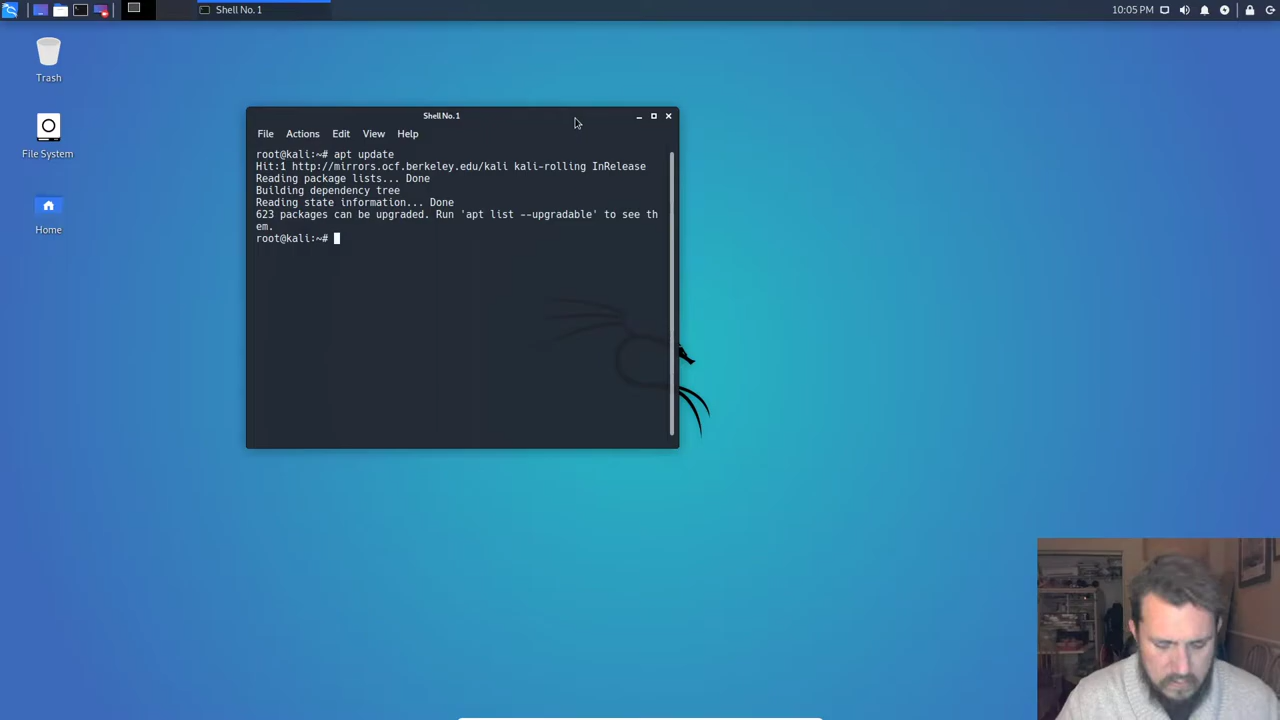 Shell No. 1
10:05 PM
Trash
File System
Home
Shell No. 1
File Actions Edit View Help
root@kali:~# apt update
Hit:1 http://mirrors.ocf.berkeley.edu/kali kali-rolling InRelease
Reading package lists... Done
Building dependency tree
Reading state information... Done
623 packages can be upgraded. Run 'apt list --upgradable' to see th
em.
root@kali:~#